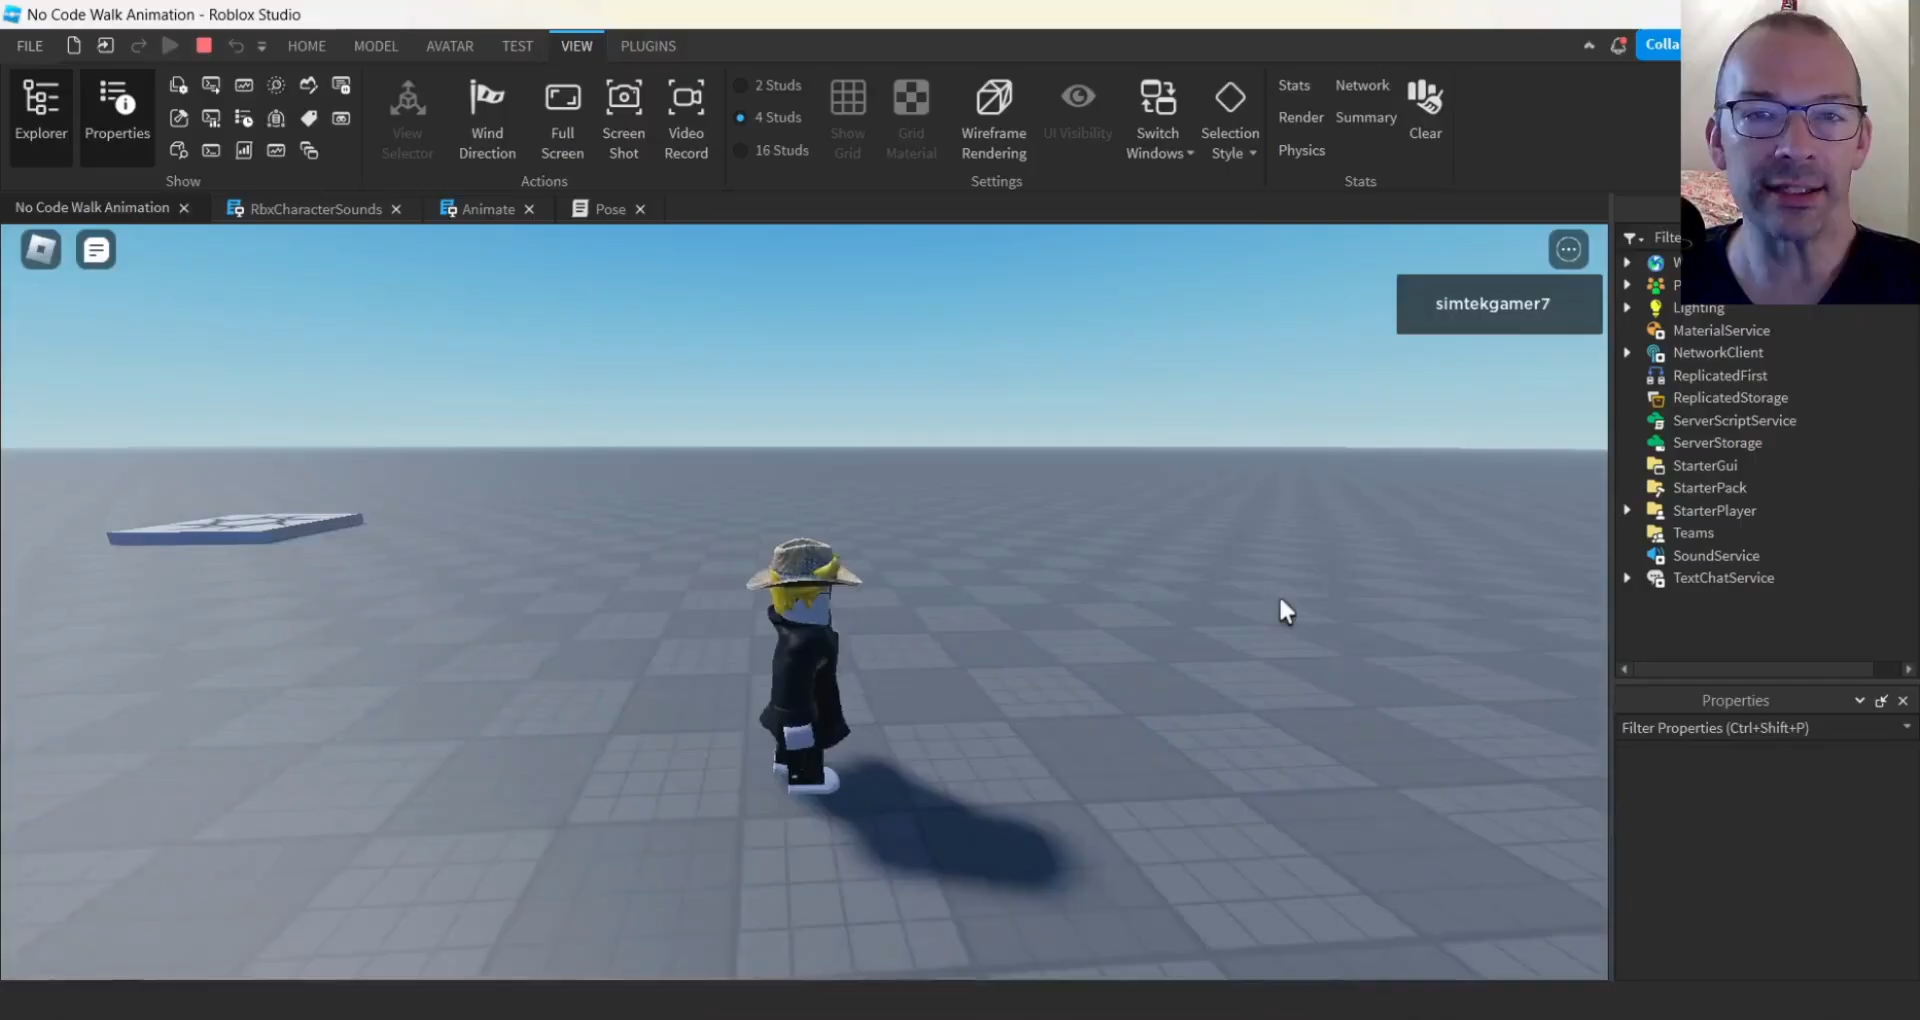 No Code Walk Animation - Roblox Studio
FILE HOME MODEL AVATAR TEST VIEW PLUGINS
Colla
Explorer
Properties
Show
View
Selector
Wind
Direction
Full
Screen
Screen
Shot
Video
Record
Actions
2 Studs
4 Studs
16 Studs
Show
Grid
Grid
Material
Wireframe
Rendering
UI Visibility
Switch
Windows
Selection
Style
Settings
Stats Network
Render Summary
Physics
Clear
Stats
No Code Walk Animation
RbxCharacterSounds
Animate
Pose
simtekgamer7
Filte
W
P
Lighting
MaterialService
NetworkClient
ReplicatedFirst
ReplicatedStorage
ServerScriptService
ServerStorage
StarterGui
StarterPack
StarterPlayer
Teams
SoundService
TextChatService
Properties
Filter Properties (Ctrl+Shift+P)